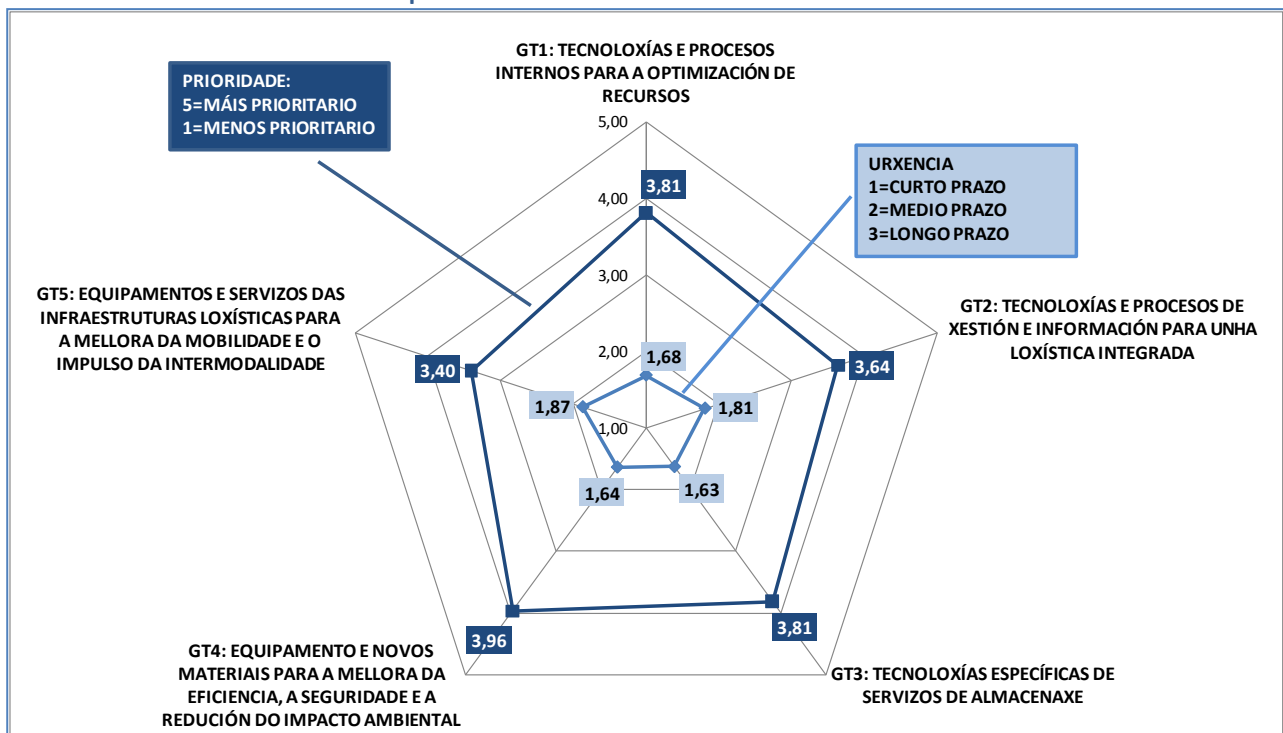 GT1: TECNOLOXÍAS E PROCESOS
INTERNOS PARA A OPTIMIZACIÓN DE
RECURSOS
PRIORIDADE:
5=MÁIS PRIORITARIO
1=MENOS PRIORITARIO
URXENCIA
1=CURTO PRAZO
2=MEDIO PRAZO
3=LONGO PRAZO
5,00
4,00
3,00
2,00
1,00
3,81
1,68
GT2: TECNOLOXÍAS E PROCESOS DE
XESTIÓN E INFORMACIÓN PARA UNHA
LOXÍSTICA INTEGRADA
3,64
1,81
GT5: EQUIPAMENTOS E SERVIZOS DAS
INFRAESTRUTURAS LOXÍSTICAS PARA
A MELLORA DA MOBILIDADE E O
IMPULSO DA INTERMODALIDADE
3,40
1,87
1,64
1,63
3,96
3,81
GT4: EQUIPAMENTO E NOVOS
MATERIAIS PARA A MELLORA DA
EFICIENCIA, A SEGURIDADE E A
REDUCIÓN DO IMPACTO AMBIENTAL
GT3: TECNOLOXÍAS ESPECÍFICAS DE
SERVIZOS DE ALMACENAXE